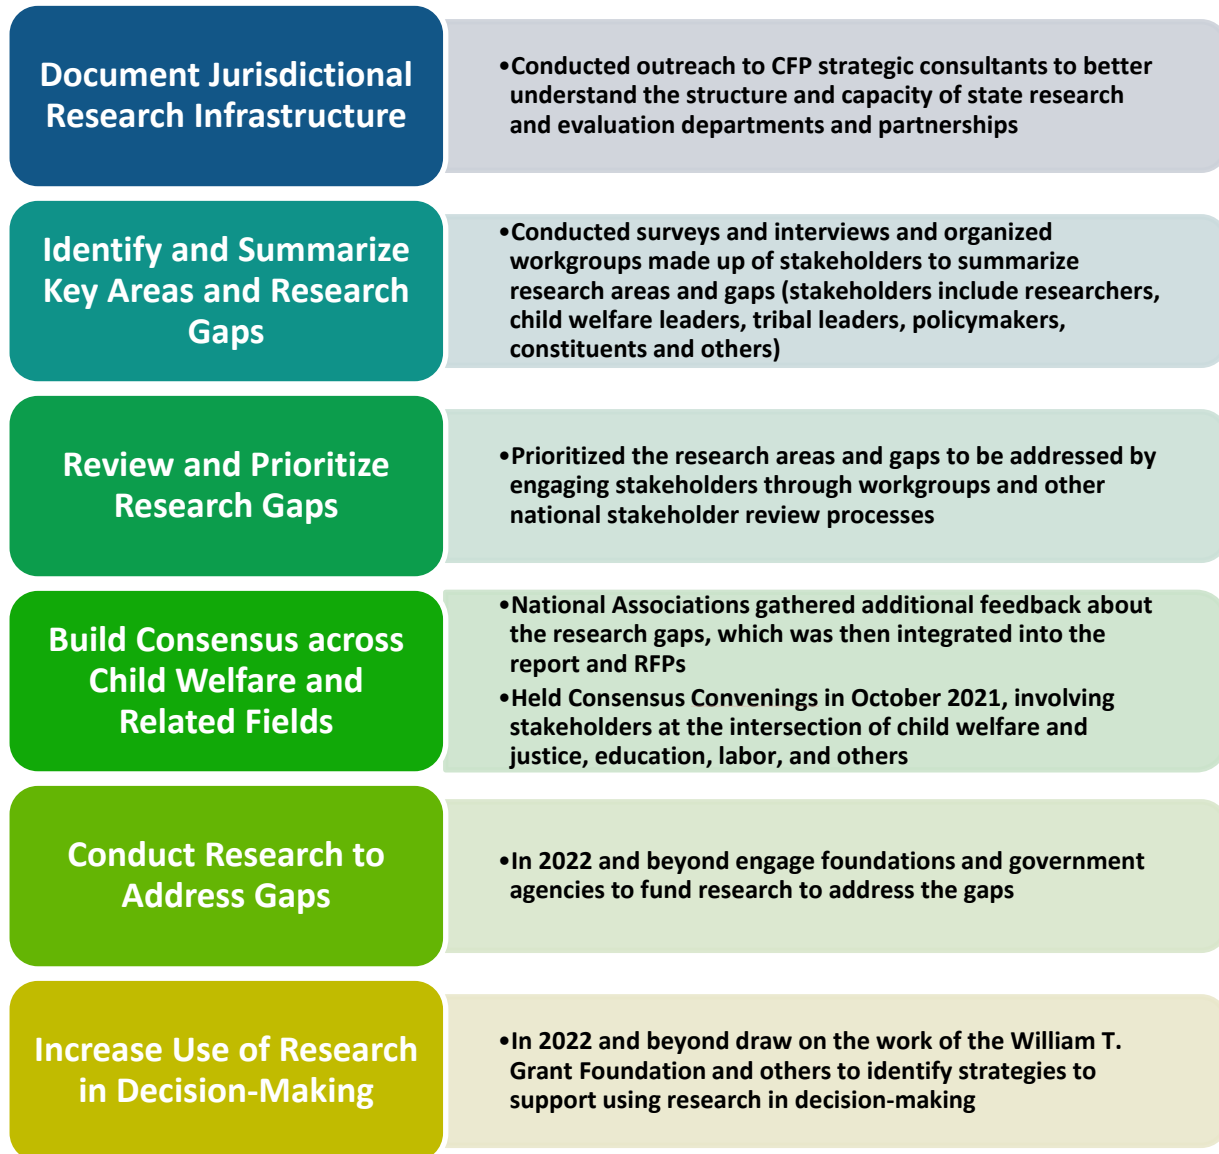 Document Jurisdictional
Research Infrastructure
•Conducted outreach to CFP strategic consultants to better
understand the structure and capacity of state research
and evaluation departments and partnerships
Identify and Summarize
Key Areas and Research
Gaps
•Conducted surveys and interviews and organized
workgroups made up of stakeholders to summarize
research areas and gaps (stakeholders include researchers,
child welfare leaders, tribal leaders, policymakers,
constituents and others)
Review and Prioritize
Research Gaps
•Prioritized the research areas and gaps to be addressed by
engaging stakeholders through workgroups and other
national stakeholder review processes
Build Consensus across
Child Welfare and
Related Fields
•National Associations gathered additional feedback about
the research gaps, which was then integrated into the
report and RFPs
•Held Consensus Convenings in October 2021, involving
stakeholders at the intersection of child welfare and
justice, education, labor, and others
Conduct Research to
Address Gaps
•In 2022 and beyond engage foundations and government
agencies to fund research to address the gaps
Increase Use of Research
in Decision-Making
•In 2022 and beyond draw on the work of the William T.
Grant Foundation and others to identify strategies to
support using research in decision-making